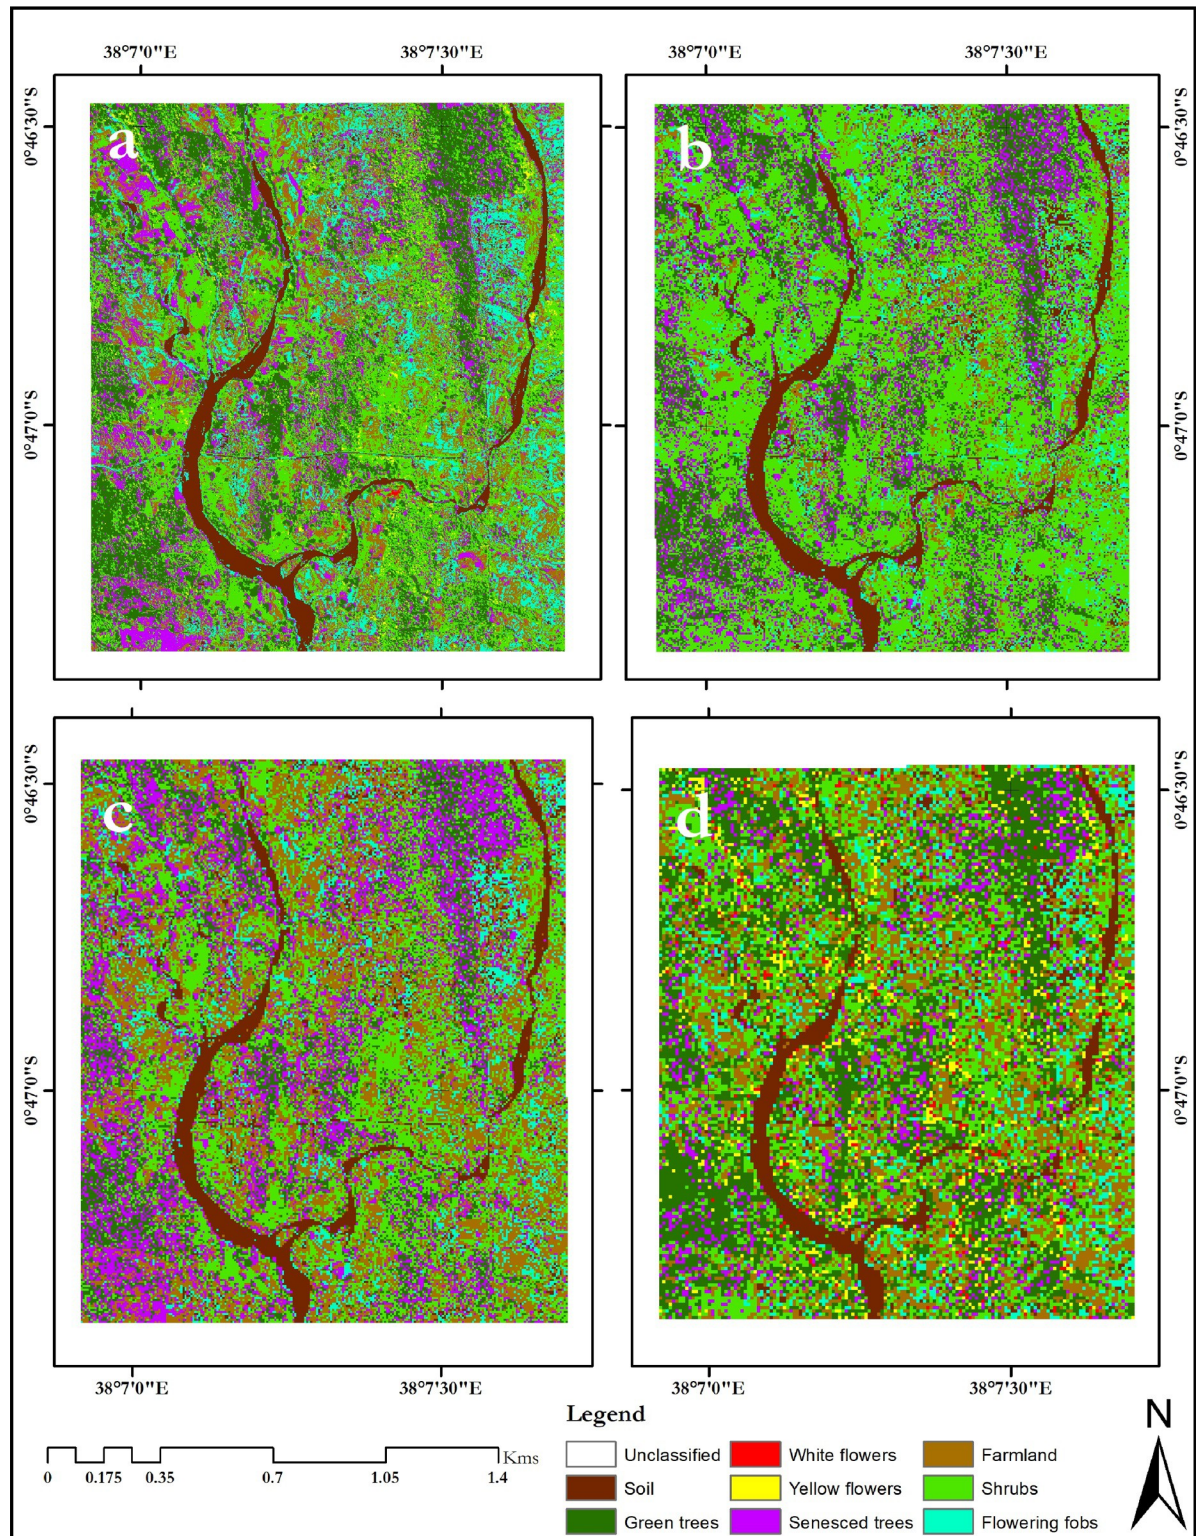 38°7'0"E 38°7'30"E 38°7'0"E 38°7'30"E
0°46'30"S a b 0°46'30"S
0°47'0"S 0°47'0"S
0°46'30"S c d 0°46'30"S
0°47'0"S 0°47'0"S
38°7'0"E 38°7'30"E 38°7'0"E 38°7'30"E
Legend
N
Kms
0 0.175 0.35 0.7 1.05 1.4
Unclassified White flowers Farmland
Soil Yellow flowers Shrubs
Green trees Senesced trees Flowering fobs